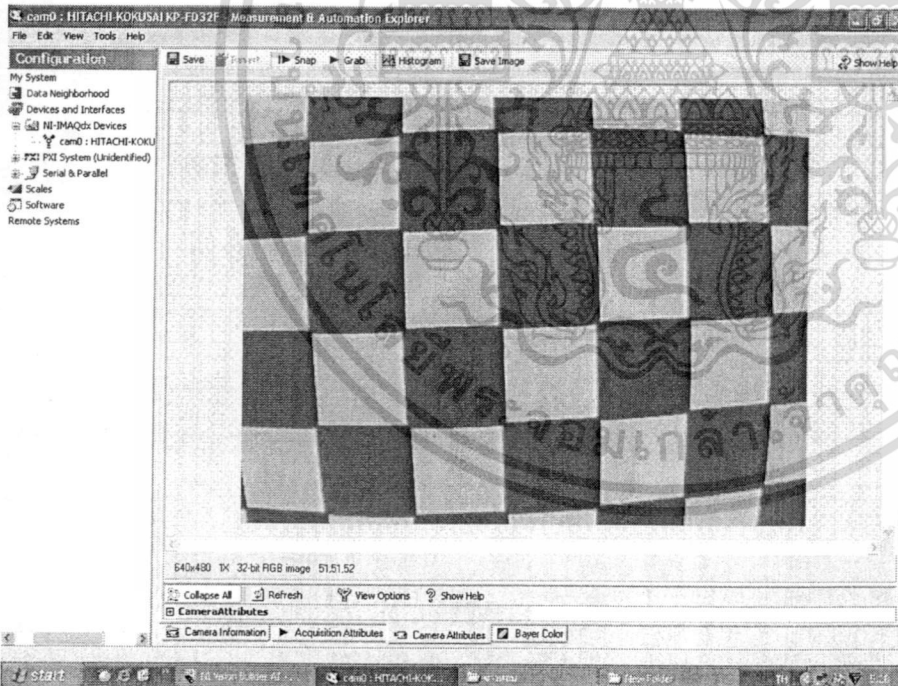 cam0 : HITACHI-KOKUSAI KP-FD32F - Measurement & Automation Explorer
File Edit View Tools Help
Configuration
My System
Data Neighborhood
Devices and Interfaces
NI-IMAQdx Devices
cam0 : HITACHI-KOKU
PXI System (Unidentified)
Serial & Parallel
Scales
Software
Remote Systems
Save Snap Grab Histogram Save Image Show Help
640x480 1X 32-bit RGB image 51,51,52
Collapse All Refresh View Options Show Help
CameraAttributes
Camera Information Acquisition Attributes Camera Attributes Bayer Color
start NI Vision Builder AI cam0 : HITACHI-KOK... New Folder TH